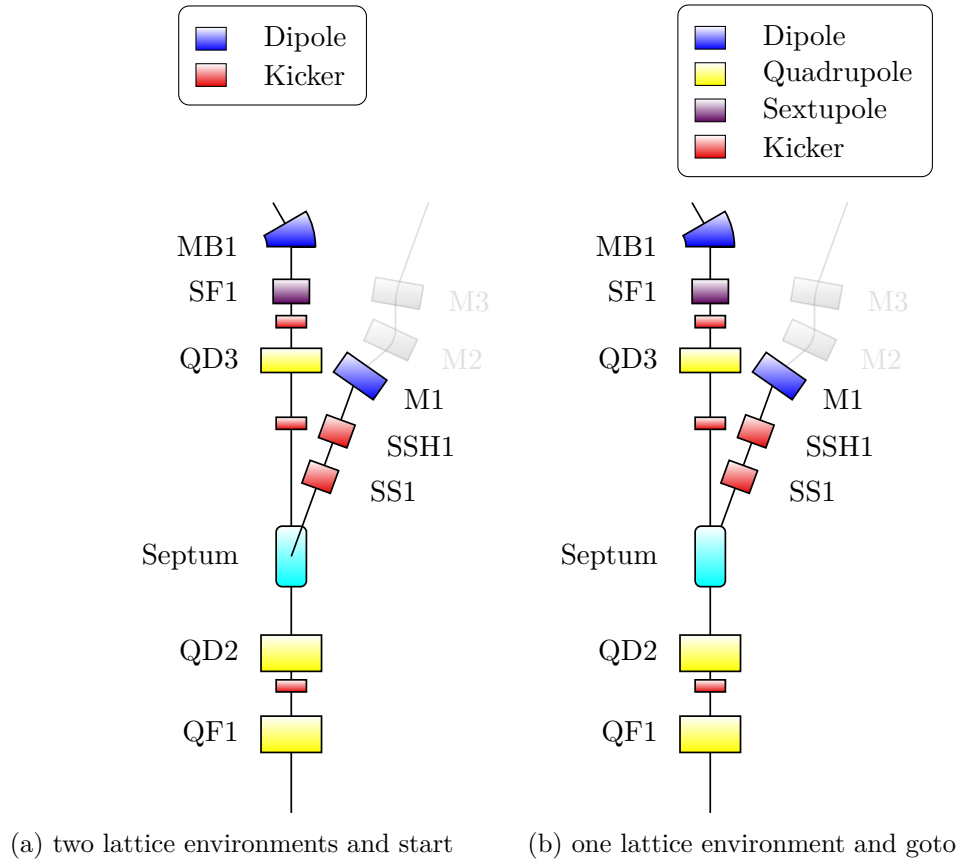 Dipole
Kicker
MB1
SF1
QD3
M3
M2
M1
SSH1
SS1
Septum
QD2
QF1
(a) two lattice environments and start
Dipole
Quadrupole
Sextupole
Kicker
MB1
SF1
QD3
M3
M2
M1
SSH1
SS1
Septum
QD2
QF1
(b) one lattice environment and goto